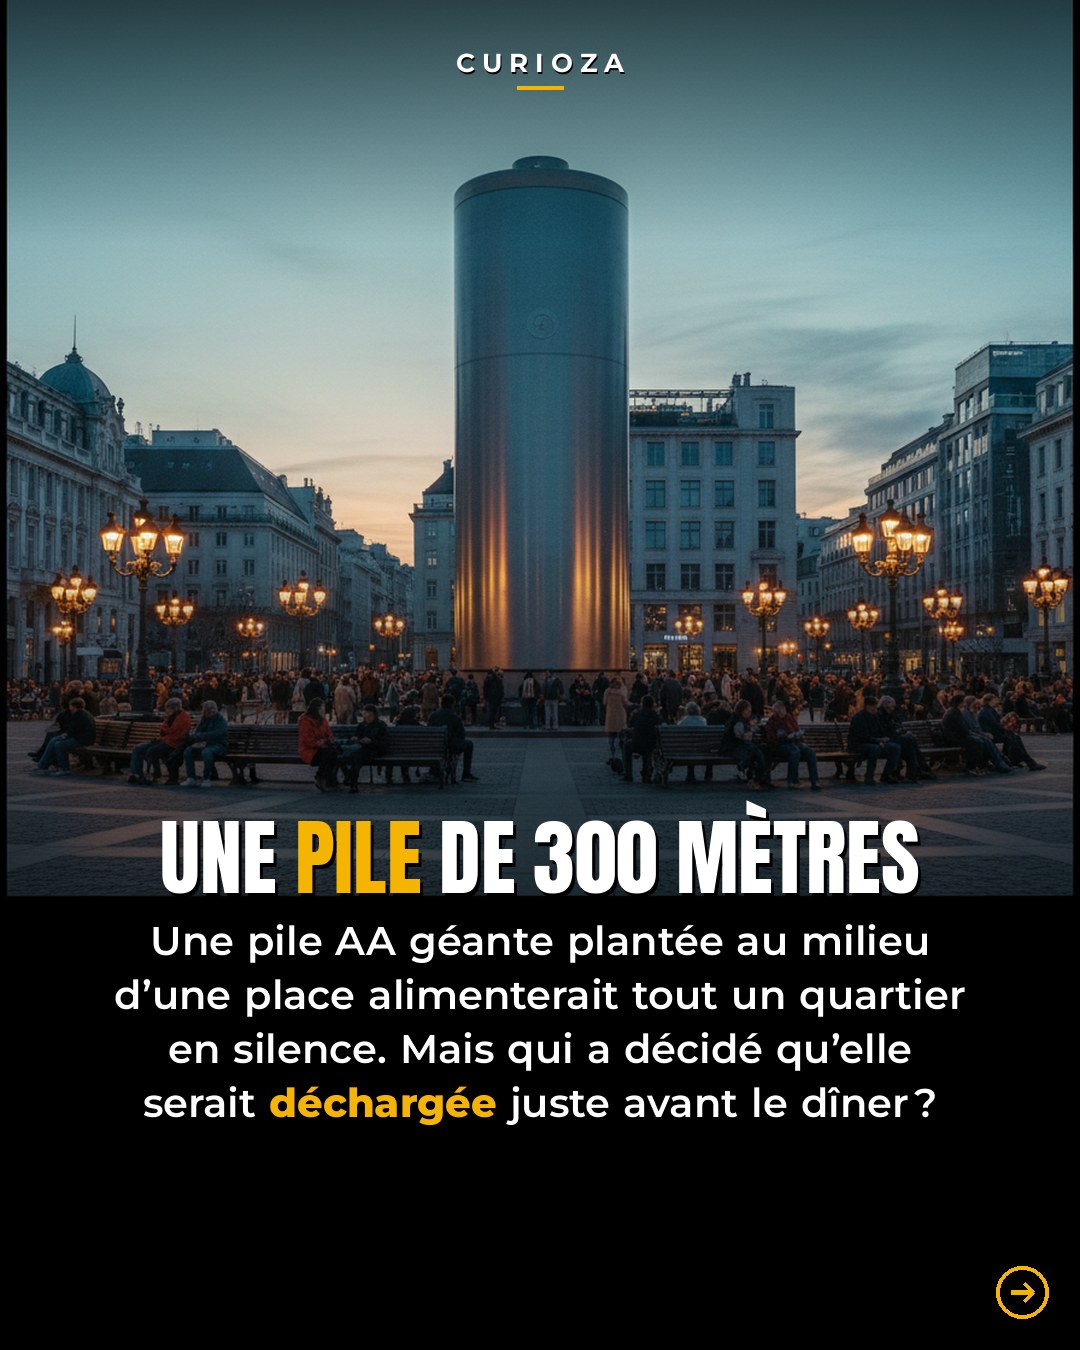 CURIOZA
UNE PILE DE 300 MÈTRES
Une pile AA géante plantée au milieu
d’une place alimenterait tout un quartier
en silence. Mais qui a décidé qu’elle
serait déchargée juste avant le dîner ?